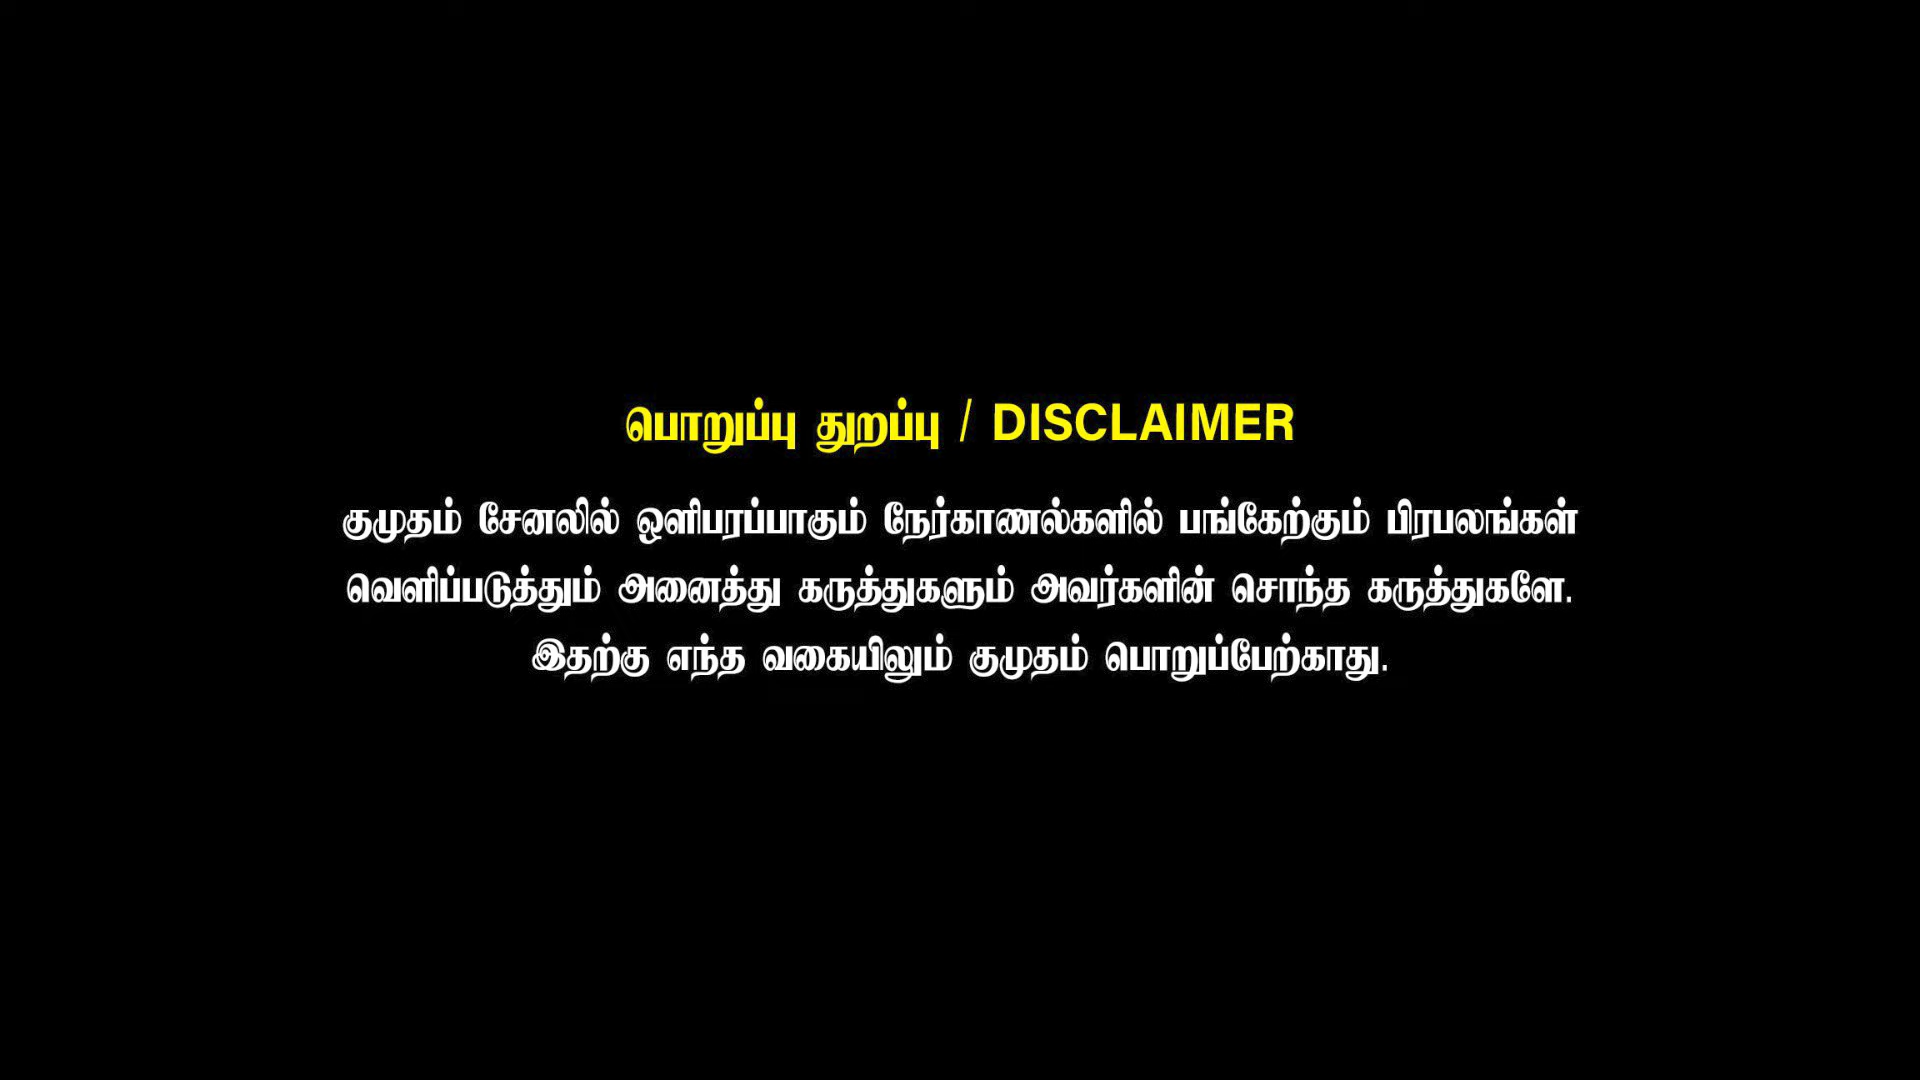 பொறுப்பு துறப்பு / DISCLAIMER
குமுதம் சேனலில் ஒளிபரப்பாகும் நேர்காணல்களில் பங்கேற்கும் பிரபலங்கள்
வெளிப்படுத்தும் அனைத்து கருத்துகளும் அவர்களின் சொந்த கருத்துகளே.
இதற்கு எந்த வகையிலும் குமுதம் பொறுப்பேற்காது.